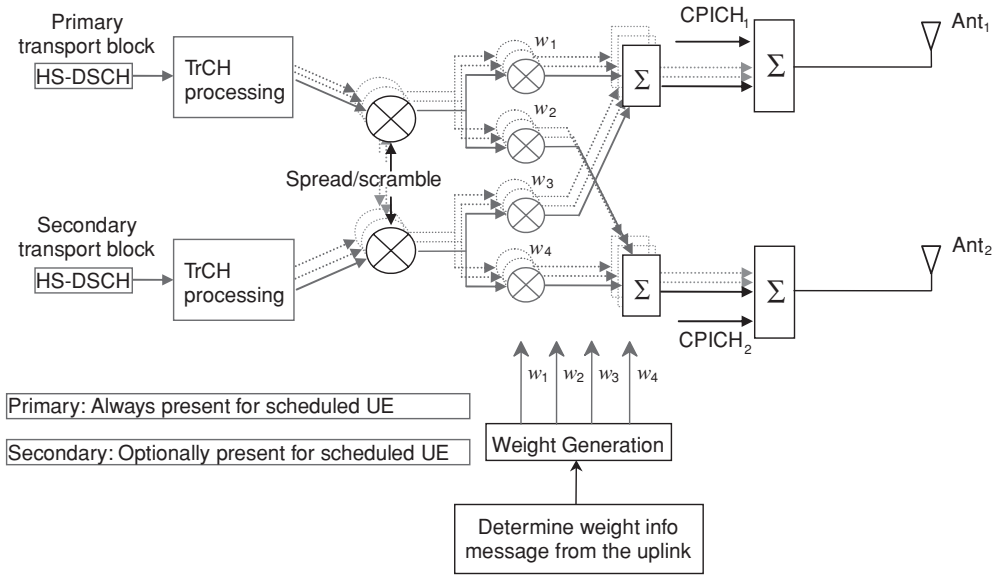 Primary
transport block
HS-DSCH
TrCH
processing
w1
w2
Σ
CPICH1
Σ
Ant1
Spread/scramble
Secondary
transport block
HS-DSCH
TrCH
processing
w3
w4
Σ
CPICH2
Σ
Ant2
w1 w2 w3 w4
Primary: Always present for scheduled UE
Secondary: Optionally present for scheduled UE
Weight Generation
Determine weight info
message from the uplink